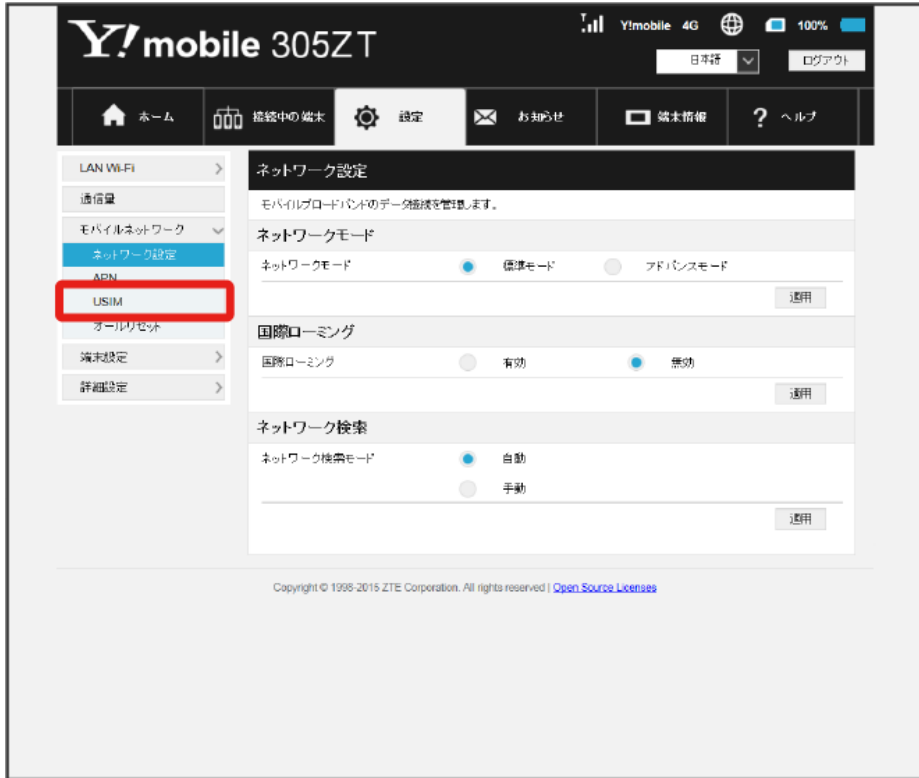 Y! mobile 305ZT
Y!mobile 4G 100%
日本語 ログアウト
ホーム 接続中の端末 設定 お知らせ 端末情報 ? ヘルプ
LAN Wi-Fi
通信量
モバイルネットワーク
ネットワーク設定
APN
USIM
オールリセット
端末設定
詳細設定
ネットワーク設定
モバイルブロードバンドのデータ接続を管理します。
ネットワークモード
ネットワークモード 標準モード アドバンスモード
適用
国際ローミング
国際ローミング 有効 無効
適用
ネットワーク検索
ネットワーク検索モード 自動
手動
適用
Copyright © 1998-2015 ZTE Corporation. All rights reserved | Open Source Licenses